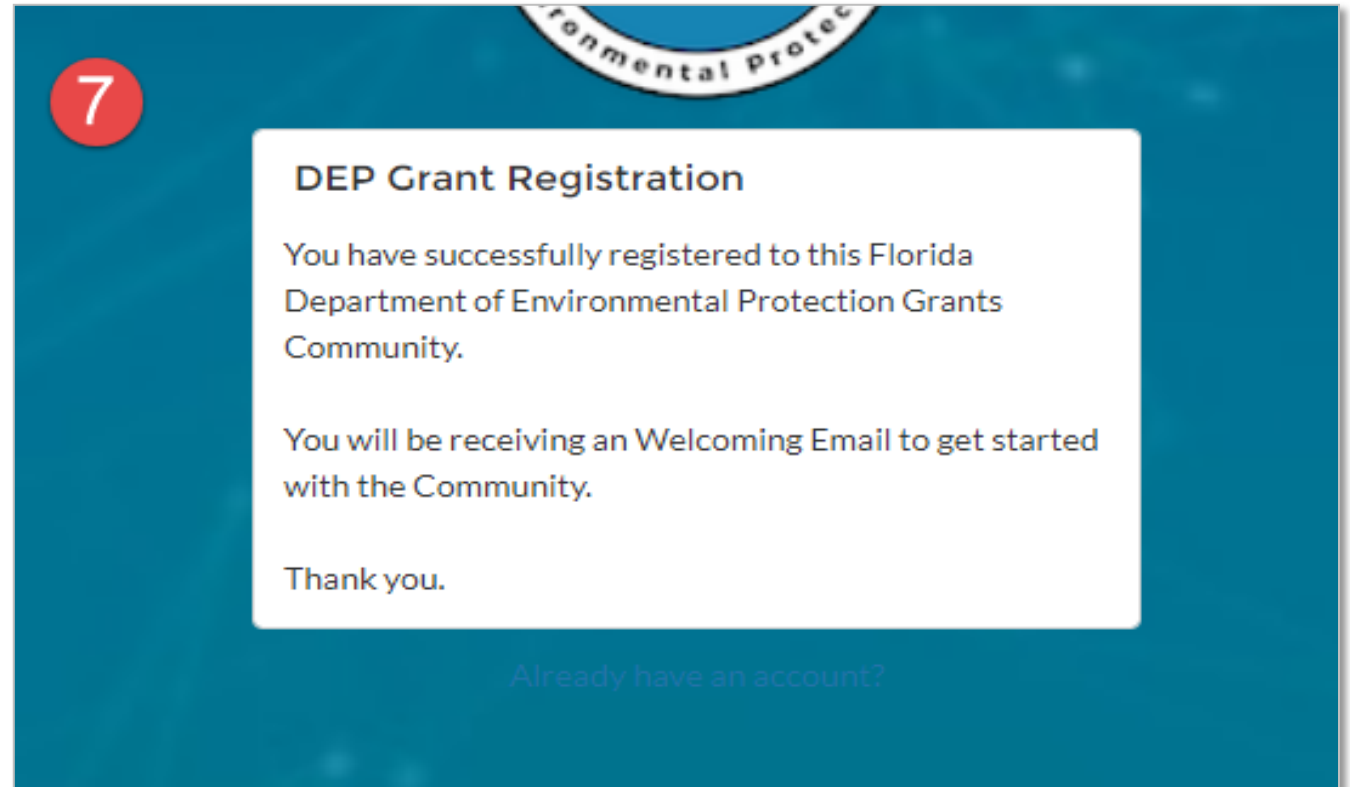 onmental Protec
7
DEP Grant Registration
You have successfully registered to this Florida
Department of Environmental Protection Grants
Community.
You will be receiving an Welcoming Email to get started
with the Community.
Thank you.
Already have an account?